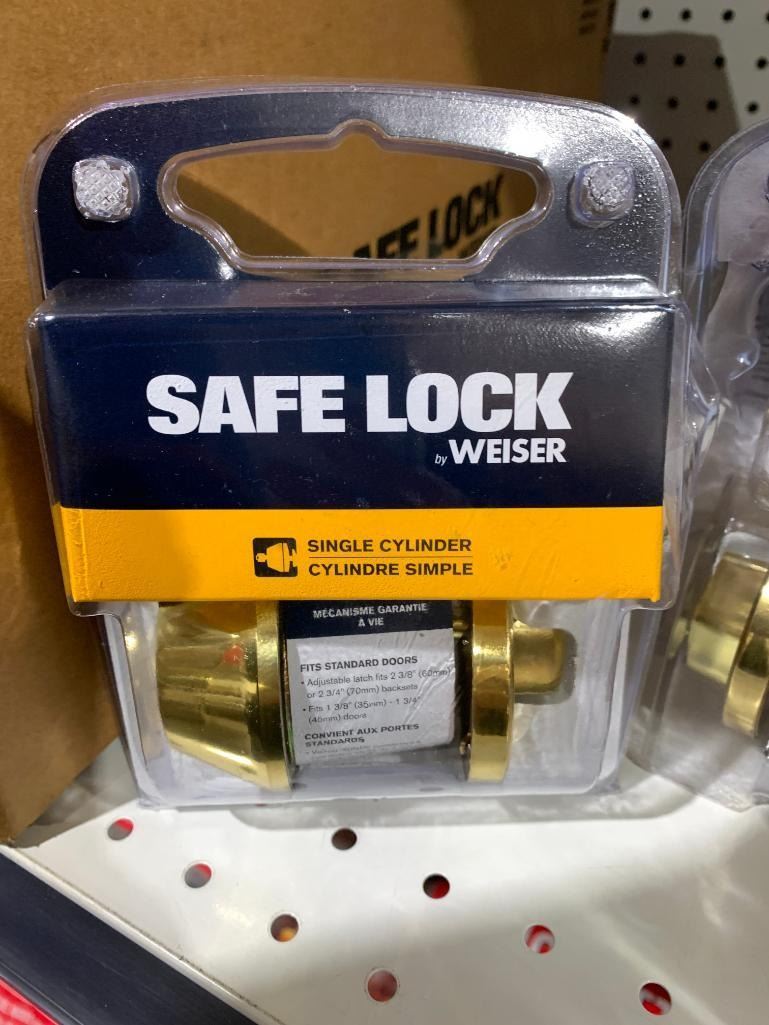 SAFE LOCK
SAFE LOCK
by WEISER
SINGLE CYLINDER
CYLINDRE SIMPLE
MÉCANISME GARANTIE
À VIE
FITS STANDARD DOORS
• Adjustable latch fits 2 3/8" (60mm)
or 2 3/4" (70mm) backsets
• Fits 1 3/8" (35mm) - 1 3/4"
(45mm) doors
CONVIENT AUX PORTES
STANDARDS